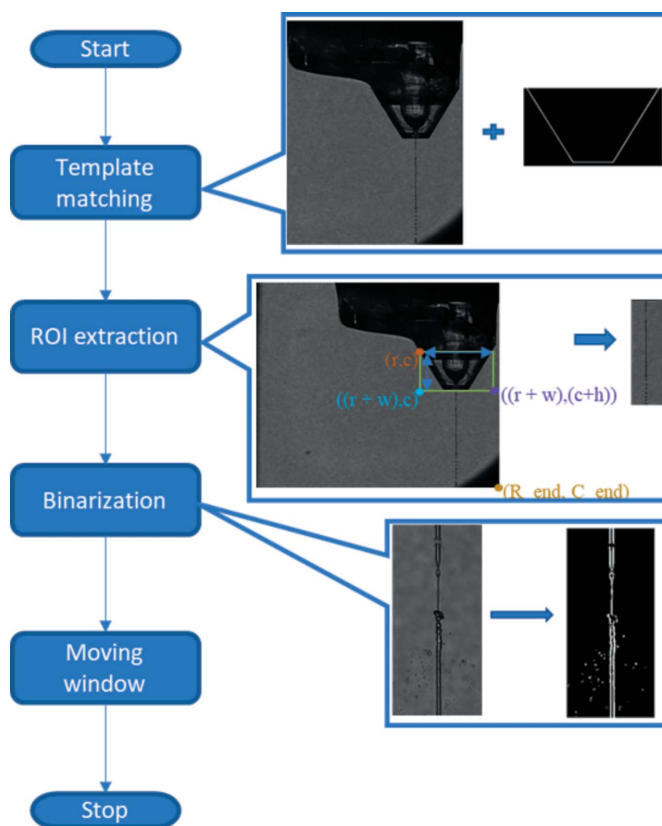 Start
Template
matching
ROI extraction
(r,c)
((r + w),c)
((r + w),(c+h))
(R_end, C_end)
Binarization
Moving
window
Stop